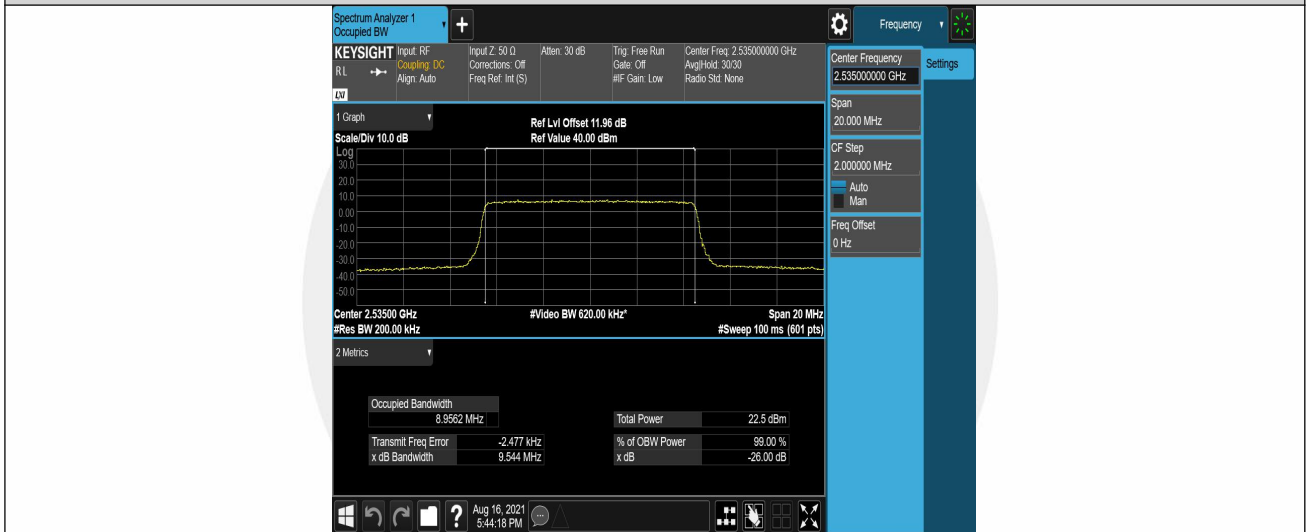 Spectrum Analyzer 1
Occupied BW
+
Frequency
KEYSIGHT
RL
LXI
Input: RF
Coupling: DC
Align: Auto
Input Z: 50 Ω
Corrections: Off
Freq Ref: Int (S)
Atten: 30 dB
Trig: Free Run
Gate: Off
#IF Gain: Low
Center Freq: 2.535000000 GHz
Avg|Hold: 30/30
Radio Std: None
Center Frequency
2.535000000 GHz
Settings
Span
20.000 MHz
CF Step
2.000000 MHz
Auto
Man
Freq Offset
0 Hz
1 Graph
Ref Lvl Offset 11.96 dB
Scale/Div 10.0 dB
Ref Value 40.00 dBm
Log
30.0
20.0
10.0
0.00
-10.0
-20.0
-30.0
-40.0
-50.0
Center 2.53500 GHz
#Video BW 620.00 kHz*
Span 20 MHz
#Res BW 200.00 kHz
#Sweep 100 ms (601 pts)
2 Metrics
Occupied Bandwidth
8.9562 MHz
Total Power 22.5 dBm
Transmit Freq Error -2.477 kHz
% of OBW Power 99.00 %
x dB Bandwidth 9.544 MHz
x dB -26.00 dB
?
Aug 16, 2021
5:44:18 PM